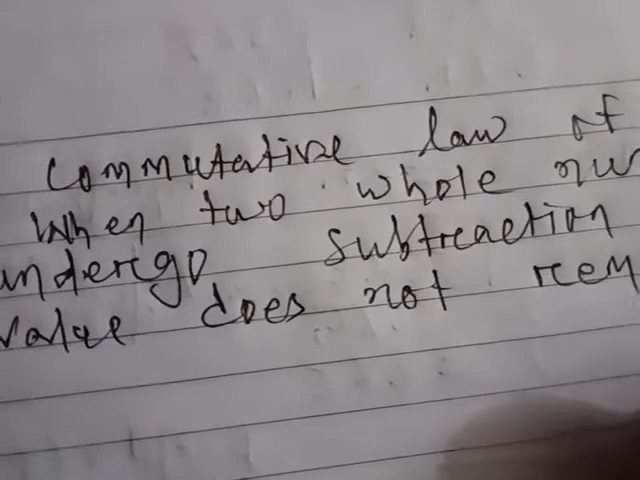 Commutative law of
When two whole nu
undergo subtraction
value does not rem